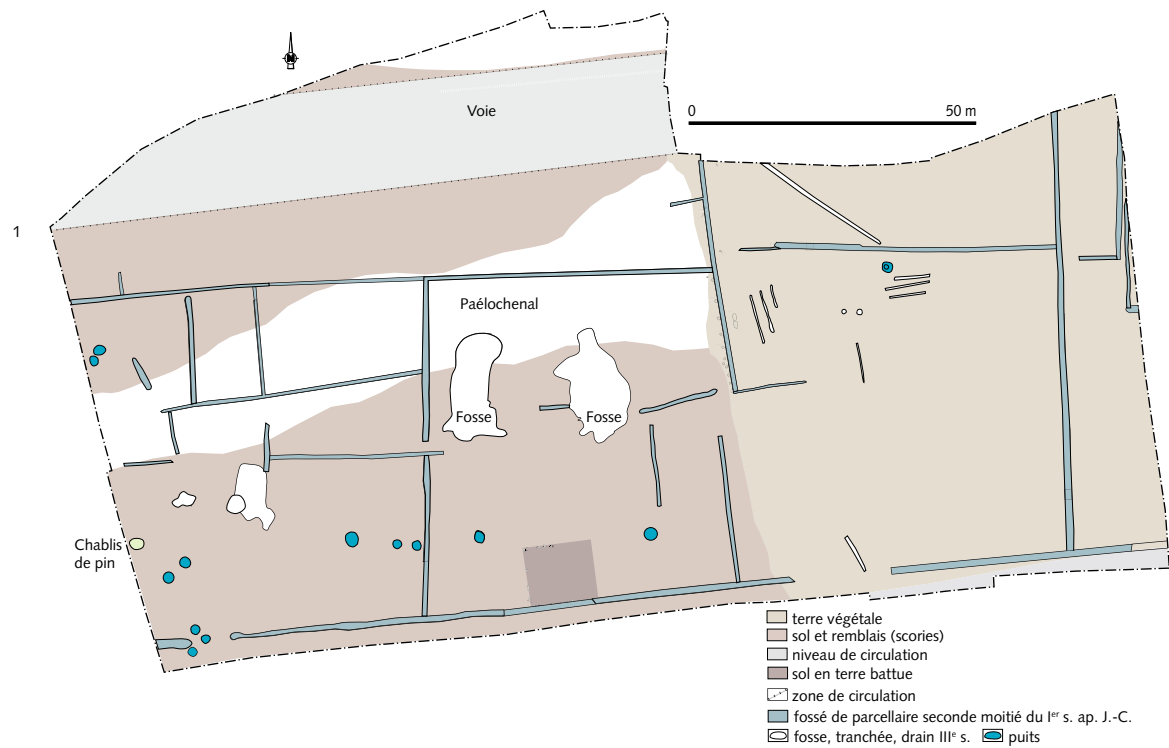 N
Voie
0 50 m
1
Paélochenal
Fosse
Fosse
Chablis
de pin
terre végétale
sol et remblais (scories)
niveau de circulation
sol en terre battue
zone de circulation
fossé de parcellaire seconde moitié du Iᵉʳ s. ap. J.-C.
fosse, tranchée, drain IIIᵉ s. puits